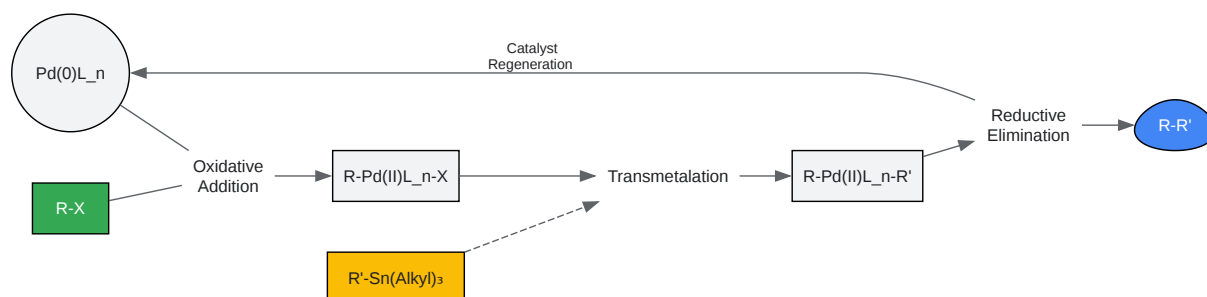 Catalyst
Regeneration
Pd(0)L_n
Reductive
Elimination
R-R'
Oxidative
Addition
R-Pd(II)L_n-X
Transmetalation
R-Pd(II)L_n-R'
R-X
R'-Sn(Alkyl)₃